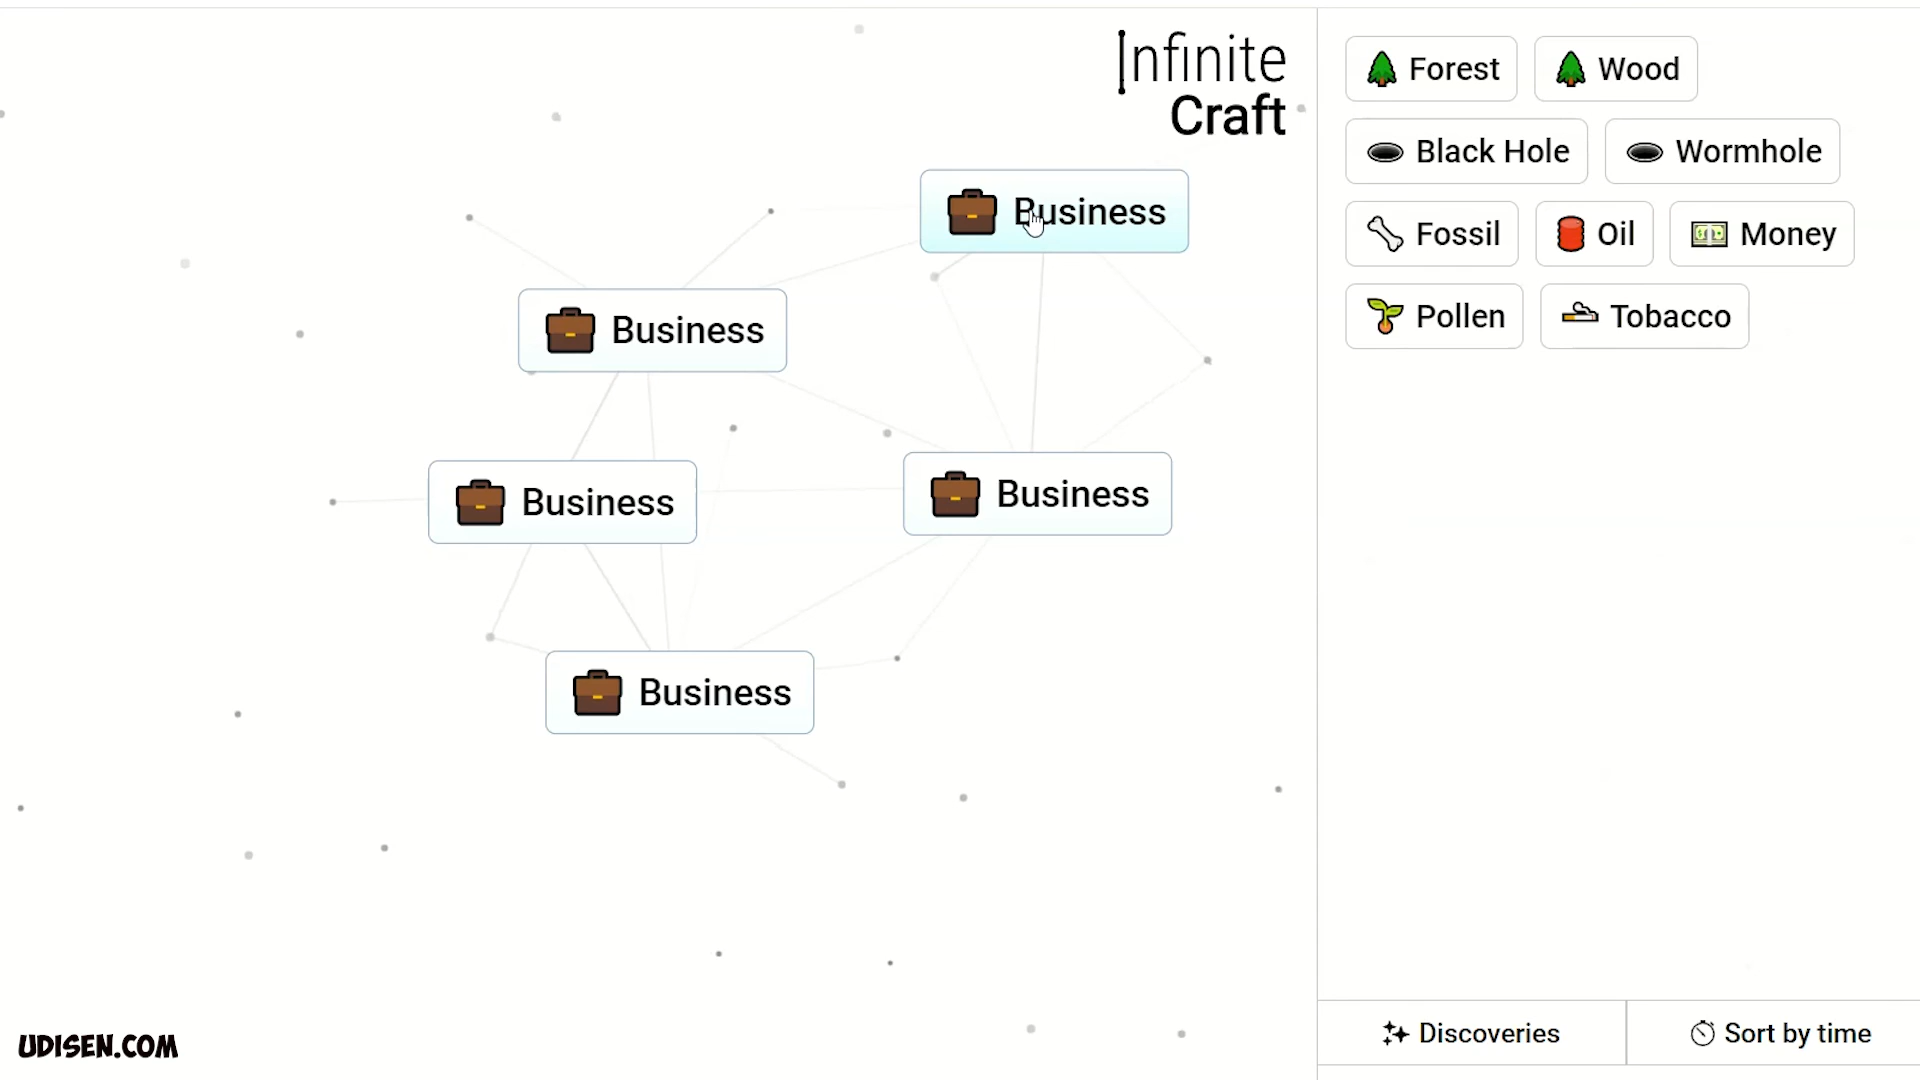 Infinite
Craft
Business
Business
Business
Business
Business
Forest
Wood
Black Hole
Wormhole
Fossil
Oil
Money
Pollen
Tobacco
Discoveries
Sort by time
UDISEN.COM